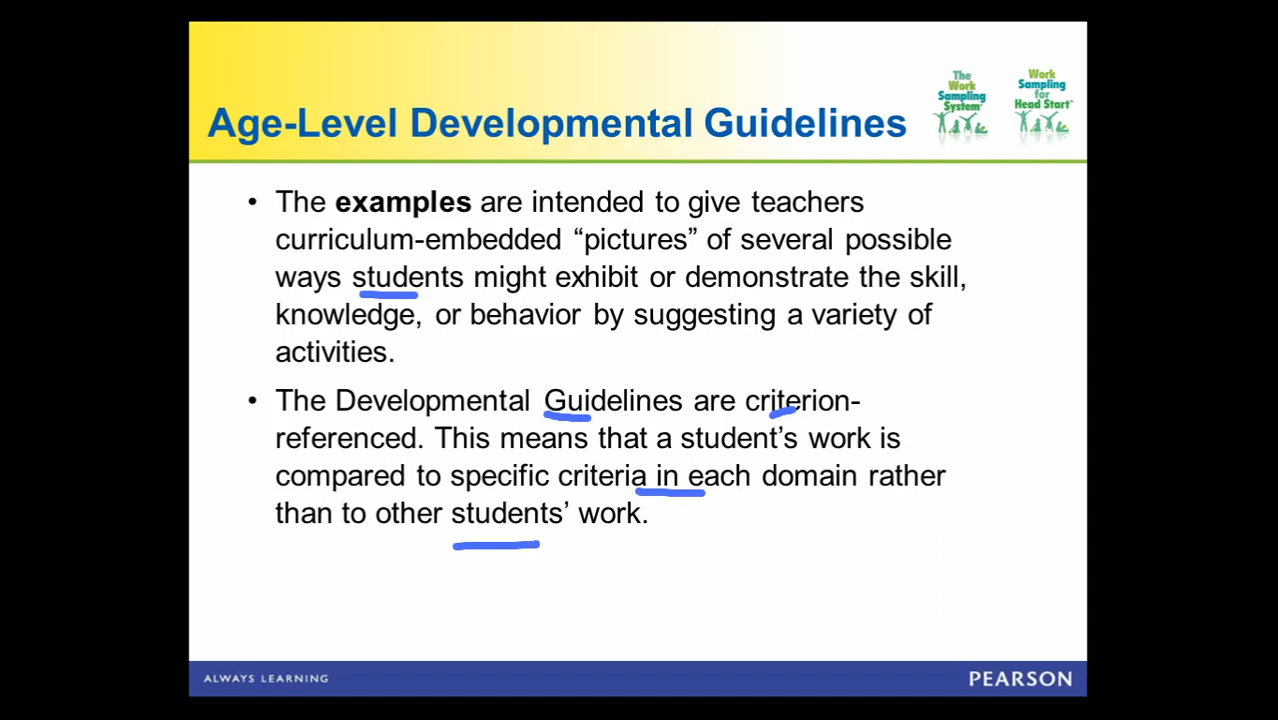 The
Work
Sampling
System™
Work
Sampling
for
Head Start™
Age-Level Developmental Guidelines
• The examples are intended to give teachers
curriculum-embedded “pictures” of several possible
ways students might exhibit or demonstrate the skill,
knowledge, or behavior by suggesting a variety of
activities.
• The Developmental Guidelines are criterion-
referenced. This means that a student’s work is
compared to specific criteria in each domain rather
than to other students’ work.
ALWAYS LEARNING
PEARSON